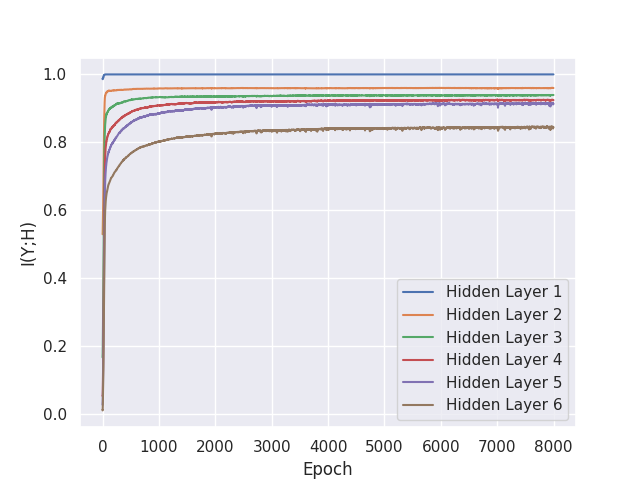 1.0
0.8
0.6
0.4
0.2
0.0
I(Y;H)
Hidden Layer 1
Hidden Layer 2
Hidden Layer 3
Hidden Layer 4
Hidden Layer 5
Hidden Layer 6
0 1000 2000 3000 4000 5000 6000 7000 8000
Epoch